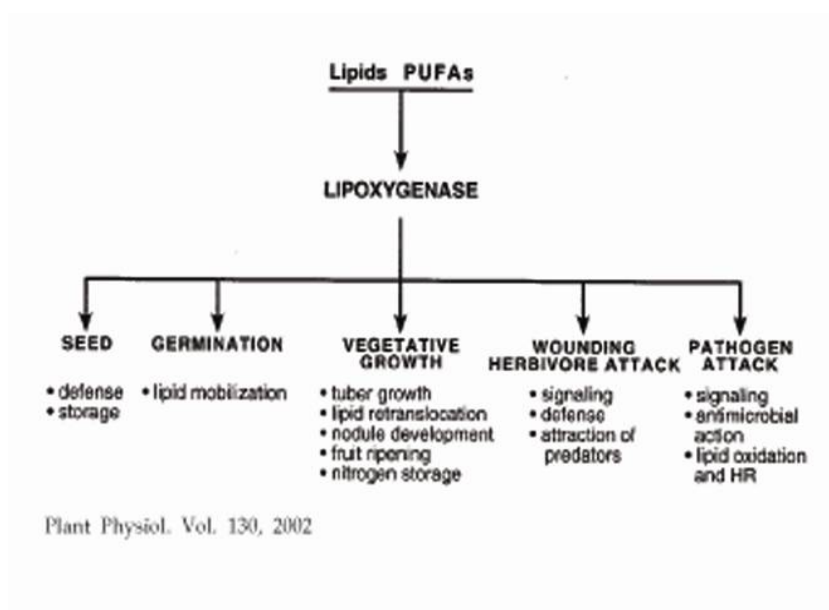 Lipids PUFAs
LIPOXYGENASE
SEED
• defense
• storage
GERMINATION
• lipid mobilization
VEGETATIVE
GROWTH
• tuber growth
• lipid retranslocation
• nodule development
• fruit ripening
• nitrogen storage
WOUNDING
HERBIVORE ATTACK
• signaling
• defense
• attraction of
predators
PATHOGEN
ATTACK
• signaling
• antimicrobial
action
• lipid oxidation
and HR
Plant Physiol. Vol. 130, 2002